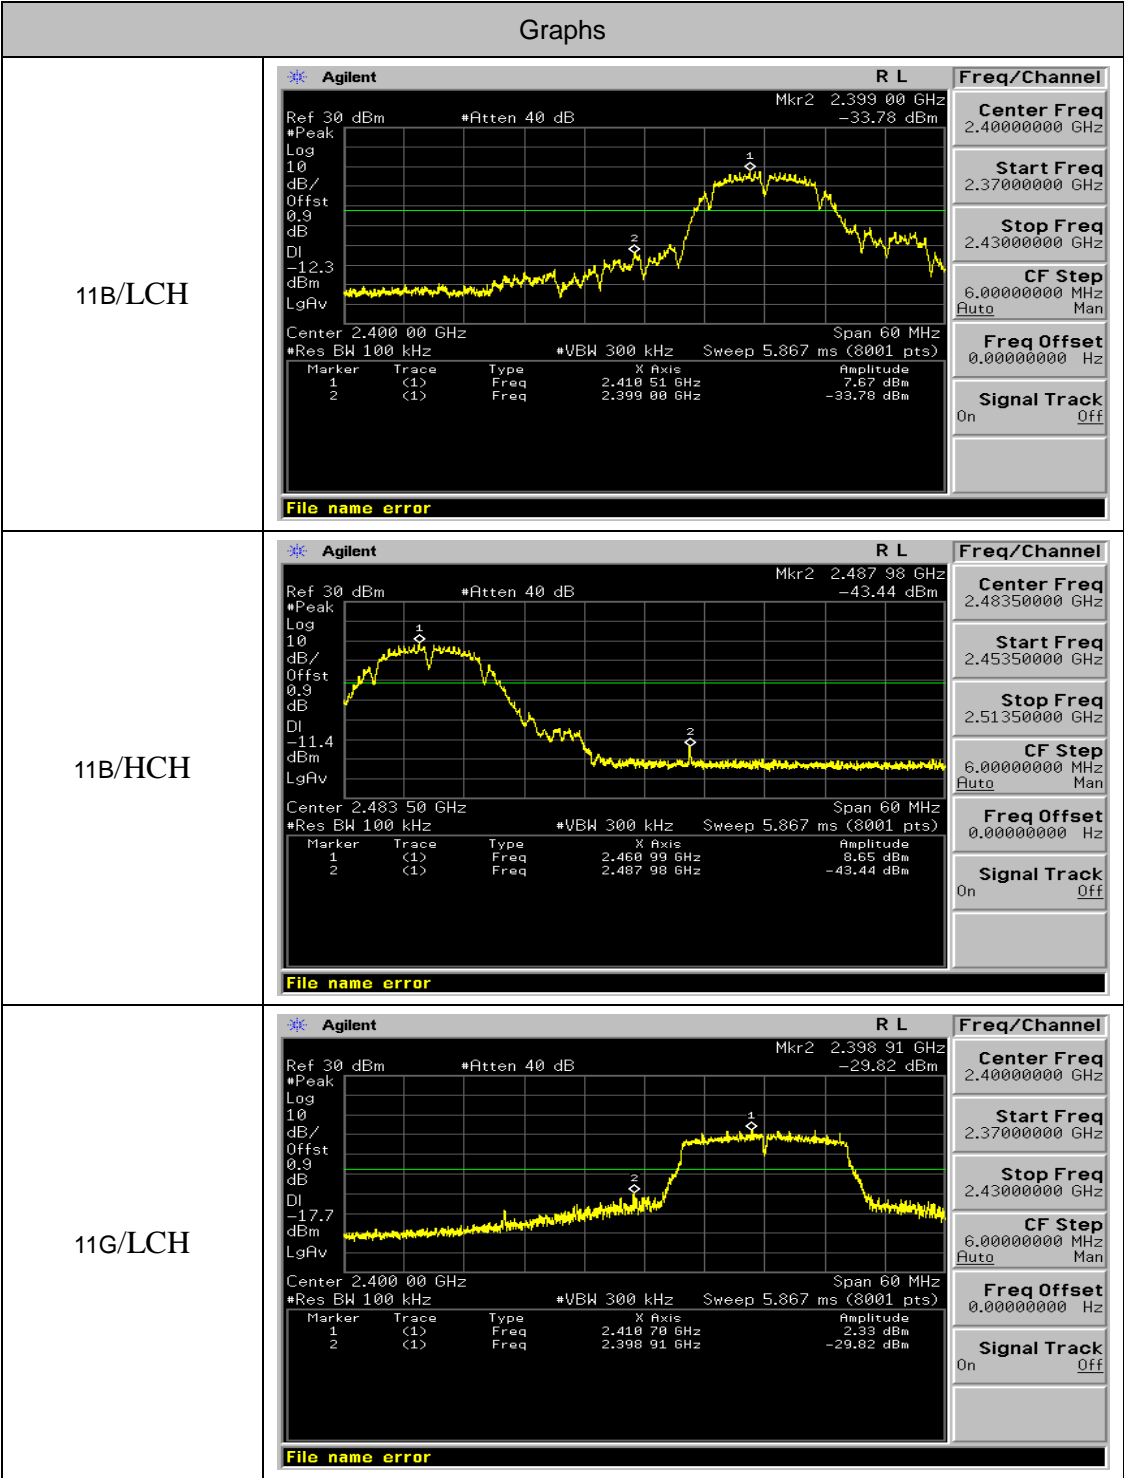 Graphs
11B/LCH
Agilent R L Freq/Channel
Mkr2 2.399 00 GHz
Ref 30 dBm #Atten 40 dB -33.78 dBm
#Peak
Log
10
dB/
Offst
0.9
dB
DI
-12.3
dBm
LgAv
1
2
Center 2.400 00 GHz Span 60 MHz
#Res BW 100 kHz #VBW 300 kHz Sweep 5.867 ms (8001 pts)
Marker Trace Type X Axis Amplitude
1 (1) Freq 2.410 51 GHz 7.67 dBm
2 (1) Freq 2.399 00 GHz -33.78 dBm
File name error
Center Freq
2.40000000 GHz
Start Freq
2.37000000 GHz
Stop Freq
2.43000000 GHz
CF Step
6.00000000 MHz
Auto Man
Freq Offset
0.00000000 Hz
Signal Track
On Off
11B/HCH
Agilent R L Freq/Channel
Mkr2 2.487 98 GHz
Ref 30 dBm #Atten 40 dB -43.44 dBm
#Peak
Log
10
dB/
Offst
0.9
dB
DI
-11.4
dBm
LgAv
1
2
Center 2.483 50 GHz Span 60 MHz
#Res BW 100 kHz #VBW 300 kHz Sweep 5.867 ms (8001 pts)
Marker Trace Type X Axis Amplitude
1 (1) Freq 2.460 99 GHz 8.65 dBm
2 (1) Freq 2.487 98 GHz -43.44 dBm
File name error
Center Freq
2.48350000 GHz
Start Freq
2.45350000 GHz
Stop Freq
2.51350000 GHz
CF Step
6.00000000 MHz
Auto Man
Freq Offset
0.00000000 Hz
Signal Track
On Off
11G/LCH
Agilent R L Freq/Channel
Mkr2 2.398 91 GHz
Ref 30 dBm #Atten 40 dB -29.82 dBm
#Peak
Log
10
dB/
Offst
0.9
dB
DI
-17.7
dBm
LgAv
1
2
Center 2.400 00 GHz Span 60 MHz
#Res BW 100 kHz #VBW 300 kHz Sweep 5.867 ms (8001 pts)
Marker Trace Type X Axis Amplitude
1 (1) Freq 2.410 70 GHz 2.33 dBm
2 (1) Freq 2.398 91 GHz -29.82 dBm
File name error
Center Freq
2.40000000 GHz
Start Freq
2.37000000 GHz
Stop Freq
2.43000000 GHz
CF Step
6.00000000 MHz
Auto Man
Freq Offset
0.00000000 Hz
Signal Track
On Off